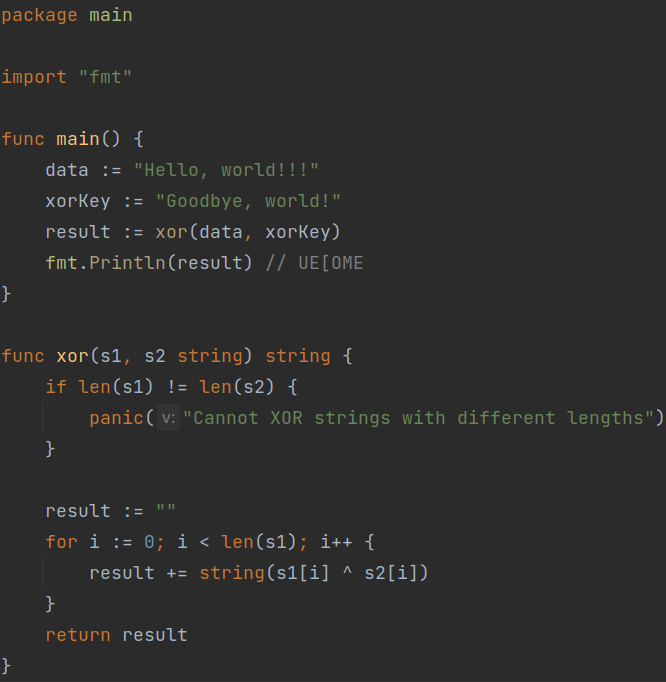 package main
import "fmt"
func main() {
data := "Hello, world!!!"
xorKey := "Goodbye, world!"
result := xor(data, xorKey)
fmt.Println(result) // UE[OME
}
func xor(s1, s2 string) string {
if len(s1) != len(s2) {
panic( v: "Cannot XOR strings with different lengths")
}
result := ""
for i := 0; i < len(s1); i++ {
result += string(s1[i] ^ s2[i])
}
return result
}